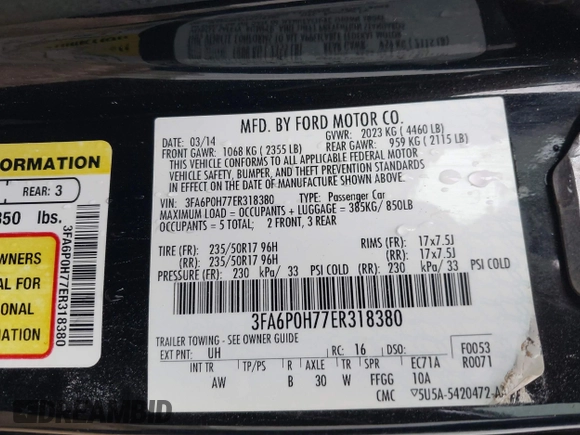 ORMATION
REAR: 3
850 lbs.
WNERS
AL FOR
ONAL
ION
3FA6P0H77ER318380
MFD. BY FORD MOTOR CO.
DATE: 03/14 GVWR: 2023 KG ( 4460 LB)
FRONT GAWR: 1068 KG ( 2355 LB) REAR GAWR: 959 KG ( 2115 LB)
THIS VEHICLE CONFORMS TO ALL APPLICABLE FEDERAL MOTOR
VEHICLE SAFETY, BUMPER, AND THEFT PREVENTION STANDARDS
IN EFFECT ON THE DATE OF MANUFACTURE SHOWN ABOVE.
VIN: 3FA6P0H77ER318380 TYPE: Passenger Car
MAXIMUM LOAD = OCCUPANTS + LUGGAGE = 385KG/ 850LB
OCCUPANTS = 5 TOTAL; 2 FRONT, 3 REAR
TIRE (FR): 235/50R17 96H RIMS (FR): 17x7.5J
(RR): 235/50R17 96H (RR): 17x7.5J
PRESSURE (FR): 230 kPa/ 33 PSI COLD (RR): 230 kPa/ 33 PSI COLD
3FA6P0H77ER318380
TRAILER TOWING - SEE OWNER GUIDE
EXT PNT: UH RC: 16 DSO: F0053
INT TR TP/PS R AXLE TR SPR EC71A R0071
AW B 30 W FFGG 10A
CMC ▽5U5A-5420472-A
© DREAMBID